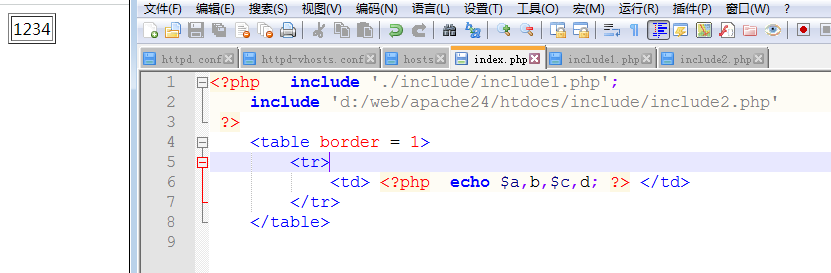 1234
文件(F) 编辑(E) 搜索(S) 视图(V) 编码(N) 语言(L) 设置(T) 工具(O) 宏(M) 运行(R) 插件(P) 窗口(W) ?
httpd.conf httpd-vhosts.conf hosts index.php include1.php include2.php
1 <?php include './include/include1.php';
2 include 'd:/web/apache24/htdocs/include/include2.php'
3 ?>
4 <table border = 1>
5 <tr>
6 <td> <?php echo $a,b,$c,d; ?> </td>
7 </tr>
8 </table>
9